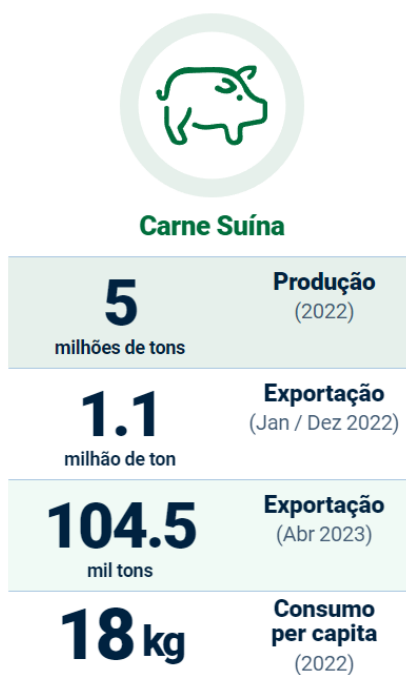 Carne Suína
5
milhões de tons
Produção
(2022)
1.1
milhão de ton
Exportação
(Jan / Dez 2022)
104.5
mil tons
Exportação
(Abr 2023)
18 kg
Consumo
per capita
(2022)